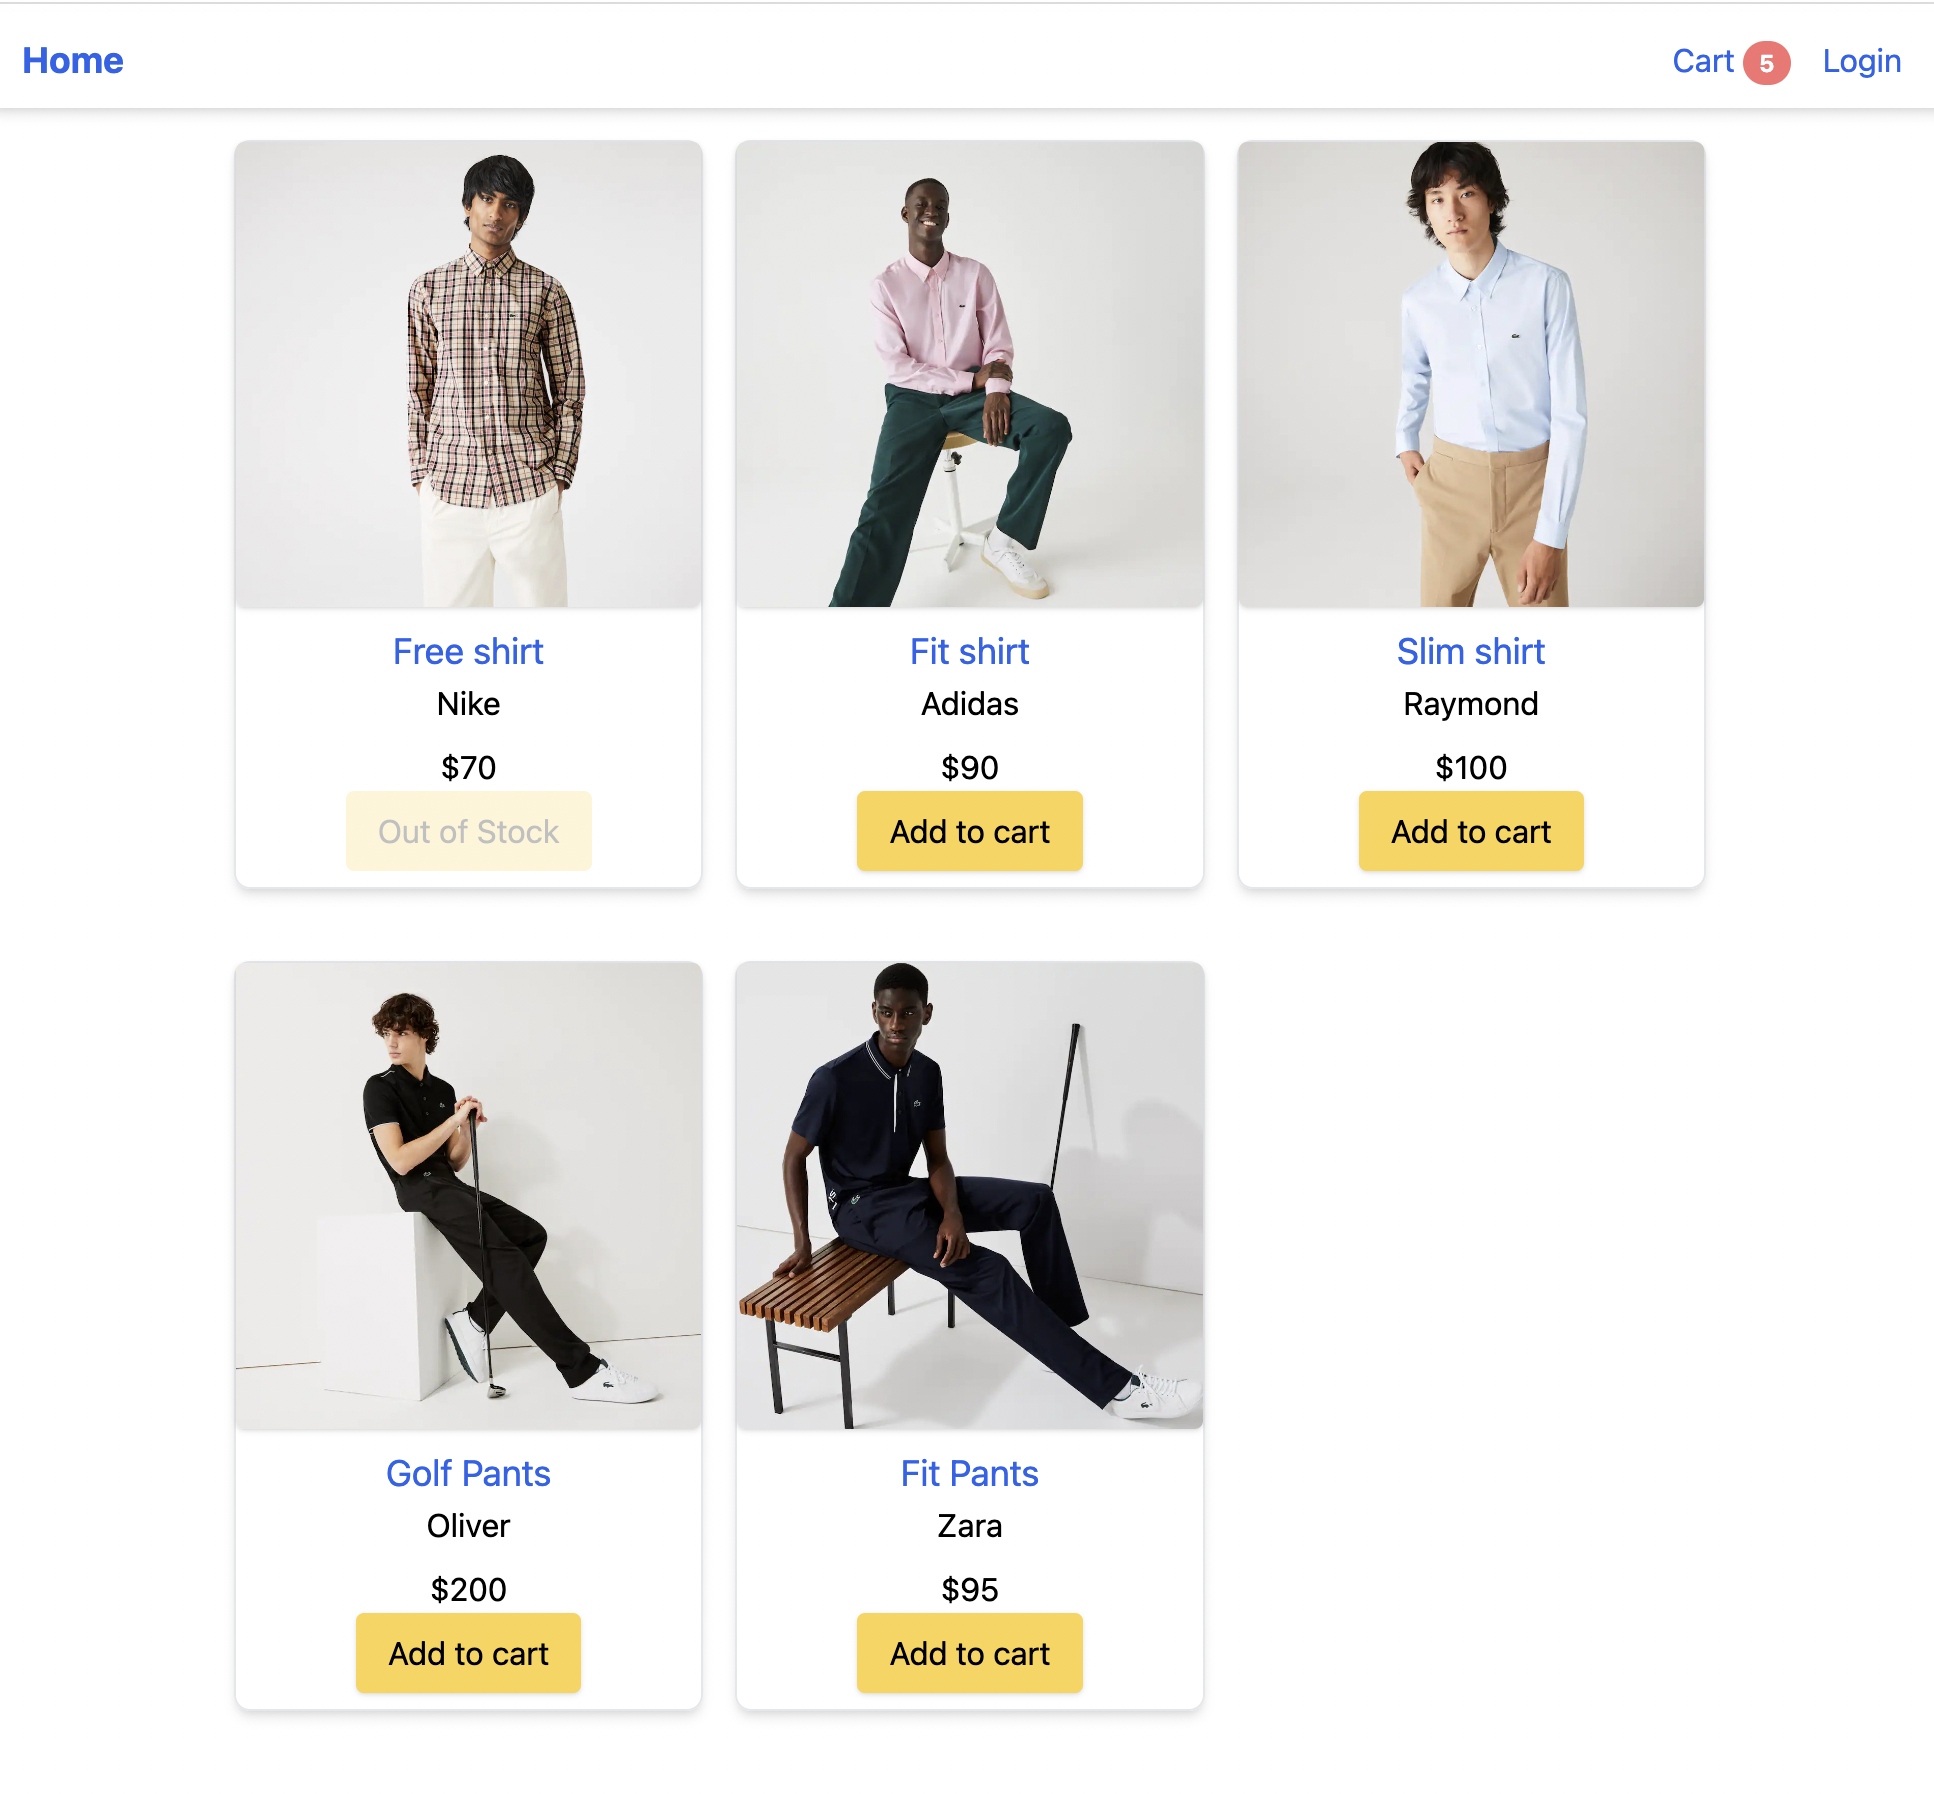 Home
Cart 5 Login
Free shirt
Nike
$70
Out of Stock
Fit shirt
Adidas
$90
Add to cart
Slim shirt
Raymond
$100
Add to cart
Golf Pants
Oliver
$200
Add to cart
Fit Pants
Zara
$95
Add to cart